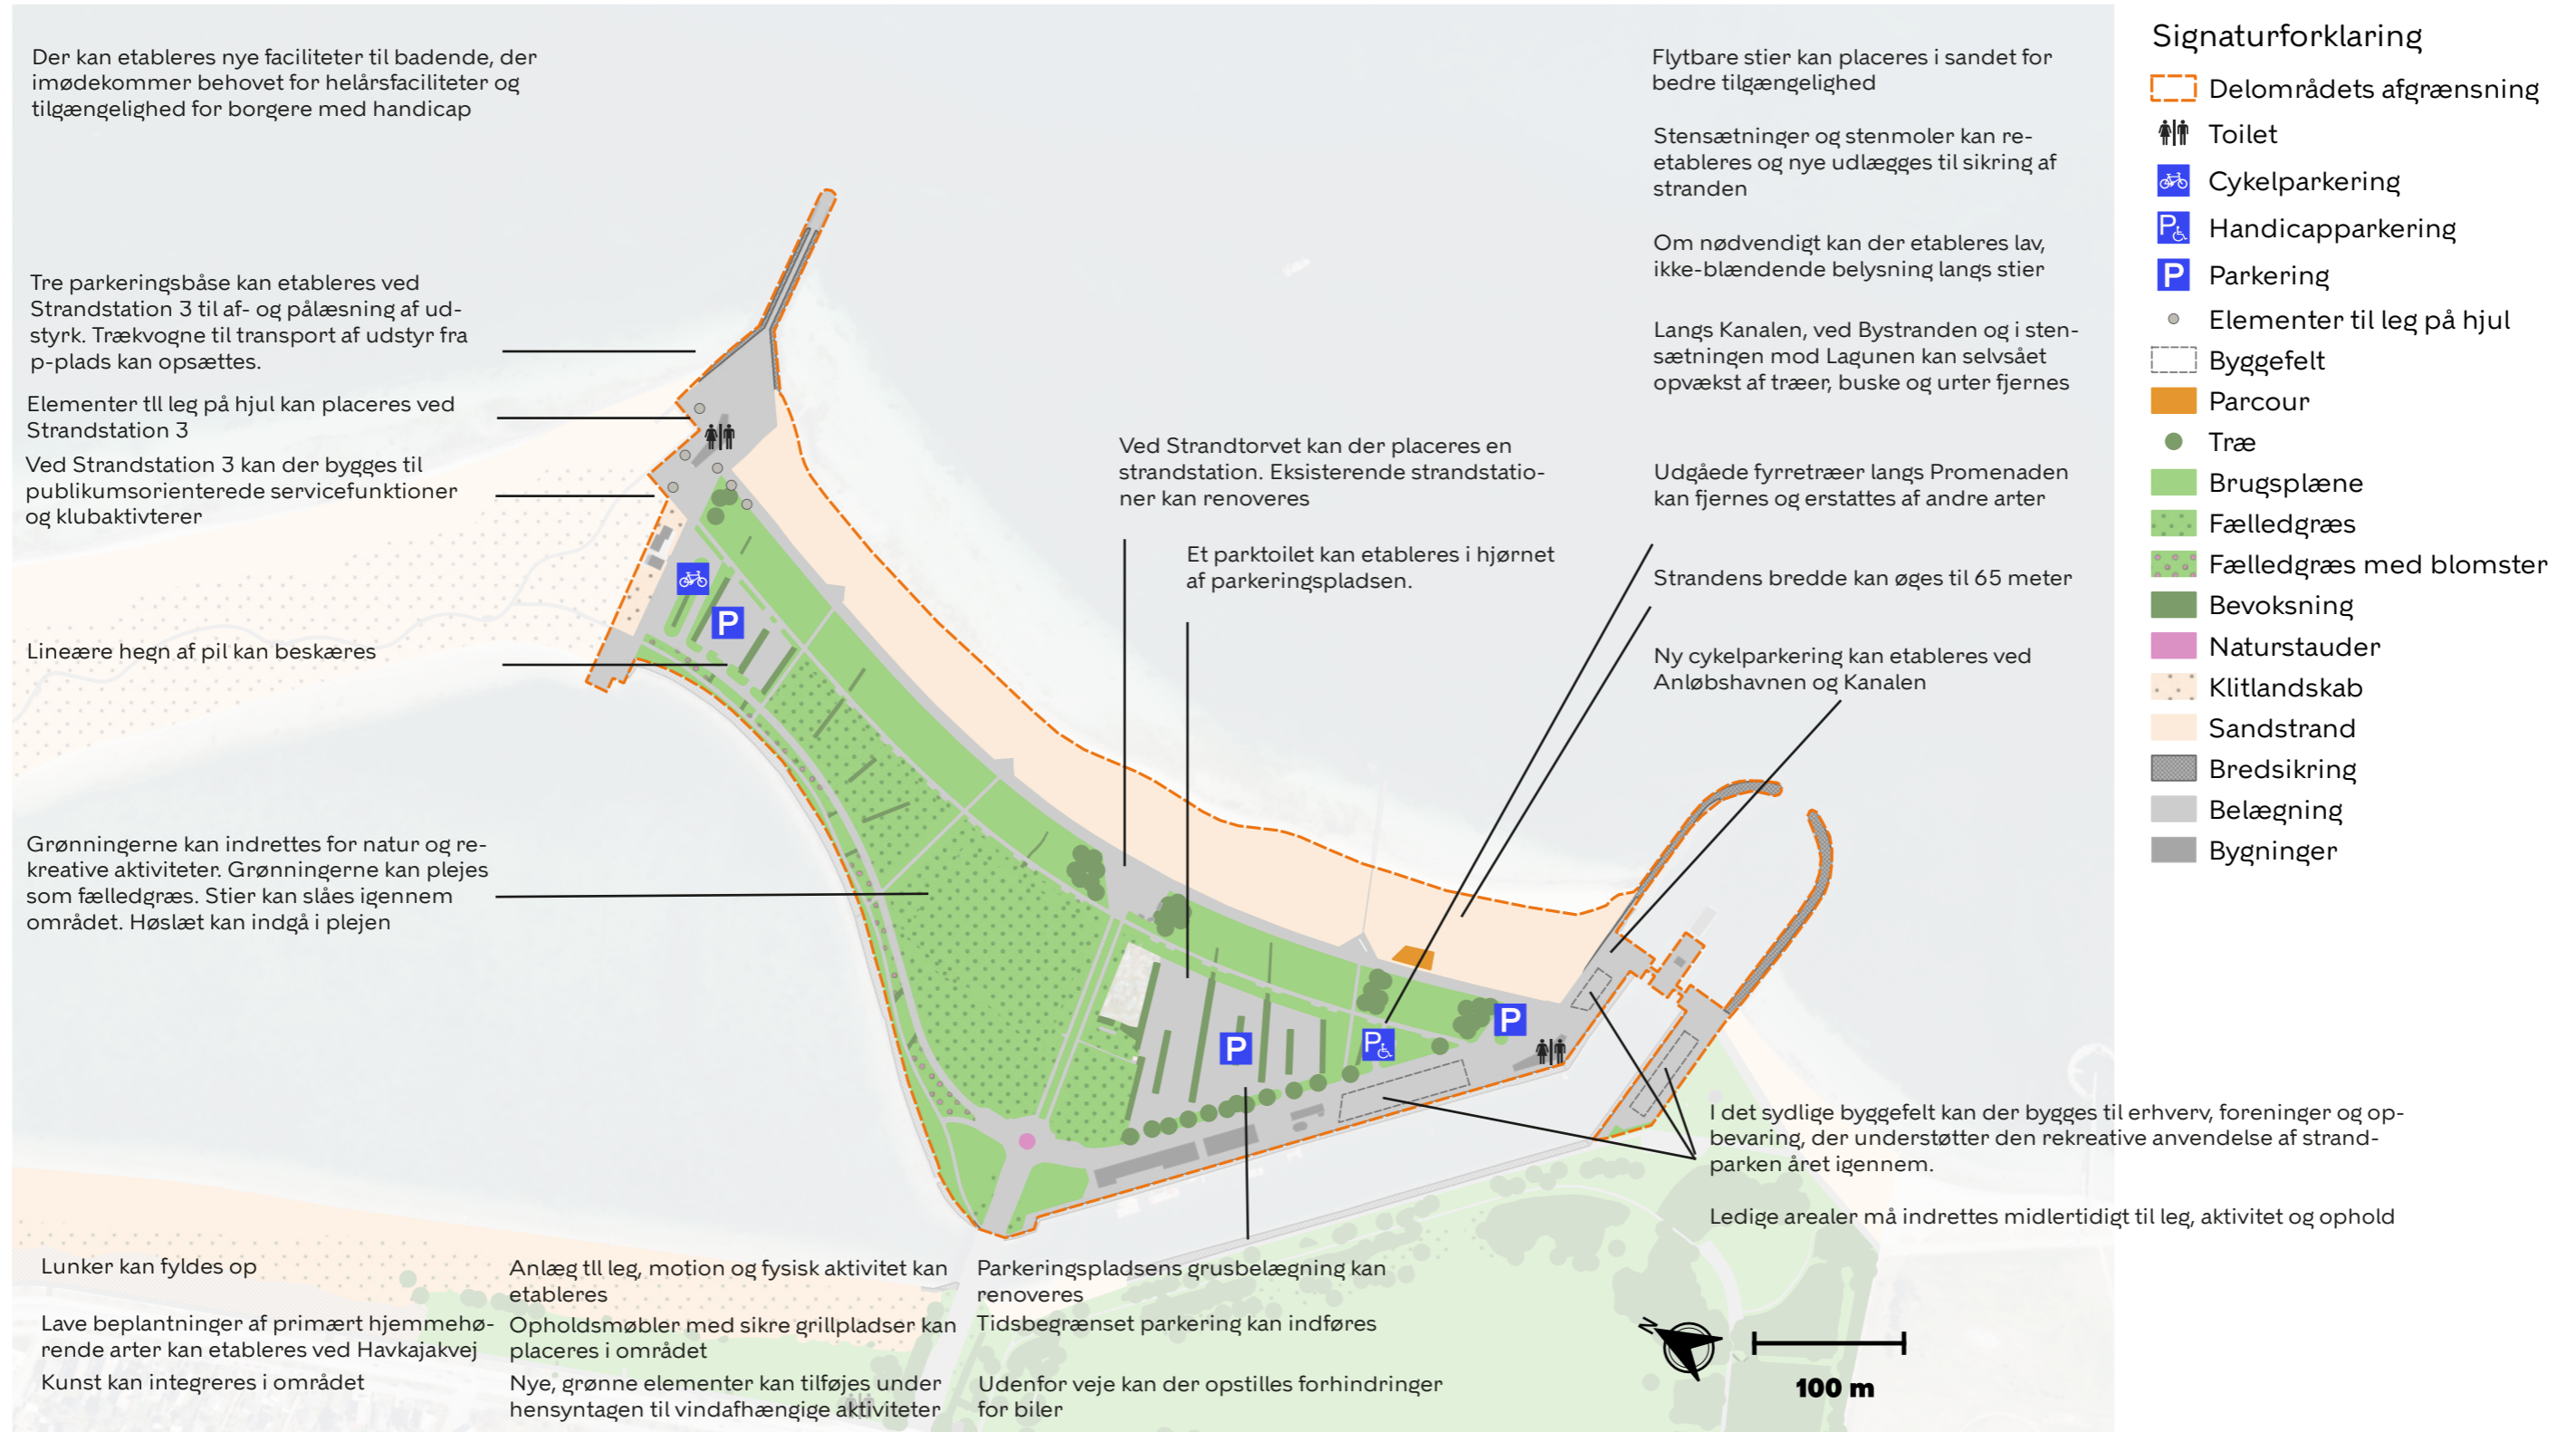 Der kan etableres nye faciliteter til badende, der
imødekommer behovet for helårsfaciliteter og
tilgængelighed for borgere med handicap
Tre parkeringsbåse kan etableres ved
Strandstation 3 til af- og pålæsning af ud-
styrk. Trækvogne til transport af udstyr fra
p-plads kan opsættes.
Elementer tll leg på hjul kan placeres ved
Strandstation 3
Ved Strandstation 3 kan der bygges til
publikumsorienterede servicefunktioner
og klubaktivterer
Lineære hegn af pil kan beskæres
Grønningerne kan indrettes for natur og re-
kreative aktiviteter. Grønningerne kan plejes
som fælledgræs. Stier kan slåes igennem
området. Høslæt kan indgå i plejen
Ved Strandtorvet kan der placeres en
strandstation. Eksisterende strandstatio-
ner kan renoveres
Et parktoilet kan etableres i hjørnet
af parkeringspladsen.
Flytbare stier kan placeres i sandet for
bedre tilgængelighed
Stensætninger og stenmoler kan re-
etableres og nye udlægges til sikring af
stranden
Om nødvendigt kan der etableres lav,
ikke-blændende belysning langs stier
Langs Kanalen, ved Bystranden og i sten-
sætningen mod Lagunen kan selvsået
opvækst af træer, buske og urter fjernes
Udgåede fyrretræer langs Promenaden
kan fjernes og erstattes af andre arter
Strandens bredde kan øges til 65 meter
Ny cykelparkering kan etableres ved
Anløbshavnen og Kanalen
P
P
P
P
I det sydlige byggefelt kan der bygges til erhverv, foreninger og op-
bevaring, der understøtter den rekreative anvendelse af strand-
parken året igennem.
Ledige arealer må indrettes midlertidigt til leg, aktivitet og ophold
Lunker kan fyldes op
Lave beplantninger af primært hjemmehø-
rende arter kan etableres ved Havkajakvej
Kunst kan integreres i området
Anlæg tll leg, motion og fysisk aktivitet kan
etableres
Opholdsmøbler med sikre grillpladser kan
placeres i området
Nye, grønne elementer kan tilføjes under
hensyntagen til vindafhængige aktiviteter
Parkeringspladsens grusbelægning kan
renoveres
Tidsbegrænset parkering kan indføres
Udenfor veje kan der opstilles forhindringer
for biler
N
100 m
Signaturforklaring
Delområdets afgrænsning
Toilet
Cykelparkering
P Handicapparkering
P Parkering
Elementer til leg på hjul
Byggefelt
Parcour
Træ
Brugsplæne
Fælledgræs
Fælledgræs med blomster
Bevoksning
Naturstauder
Klitlandskab
Sandstrand
Bredsikring
Belægning
Bygninger